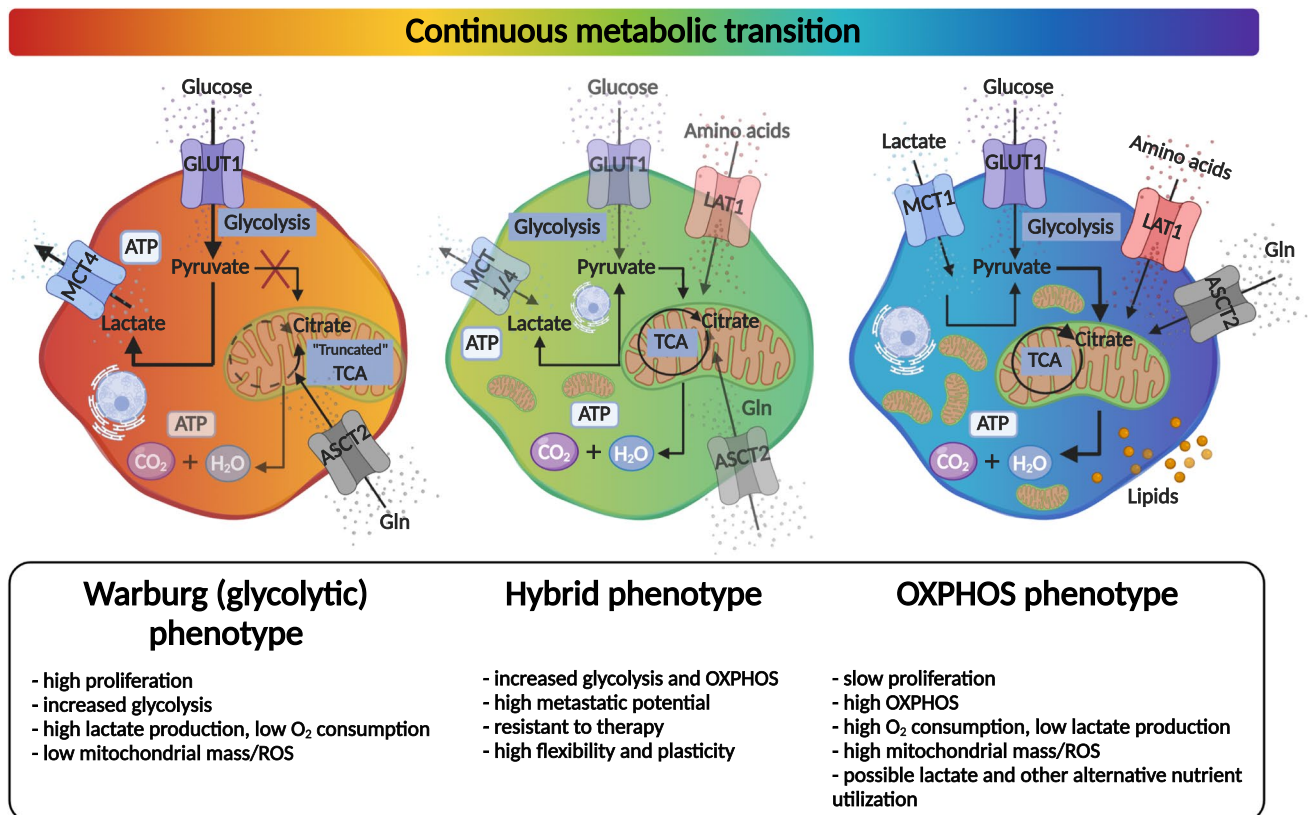 Continuous metabolic transition
Glucose
GLUT1
Glycolysis
ATP
MCT4
Pyruvate
Lactate
Citrate
"Truncated"
TCA
ATP
CO₂ + H₂O
ASCT2
Gln
Glucose
Amino acids
GLUT1
LAT1
Glycolysis
MCT
1/4
Pyruvate
Lactate
Citrate
TCA
ATP
ATP
Gln
CO₂ + H₂O
ASCT2
Glucose
Lactate
Amino acids
GLUT1
MCT1
LAT1
Glycolysis
Gln
Pyruvate
ASCT2
Citrate
TCA
ATP
CO₂ + H₂O
Lipids
Warburg (glycolytic)
phenotype
- high proliferation
- increased glycolysis
- high lactate production, low O₂ consumption
- low mitochondrial mass/ROS
Hybrid phenotype
- increased glycolysis and OXPHOS
- high metastatic potential
- resistant to therapy
- high flexibility and plasticity
OXPHOS phenotype
- slow proliferation
- high OXPHOS
- high O₂ consumption, low lactate production
- high mitochondrial mass/ROS
- possible lactate and other alternative nutrient
utilization